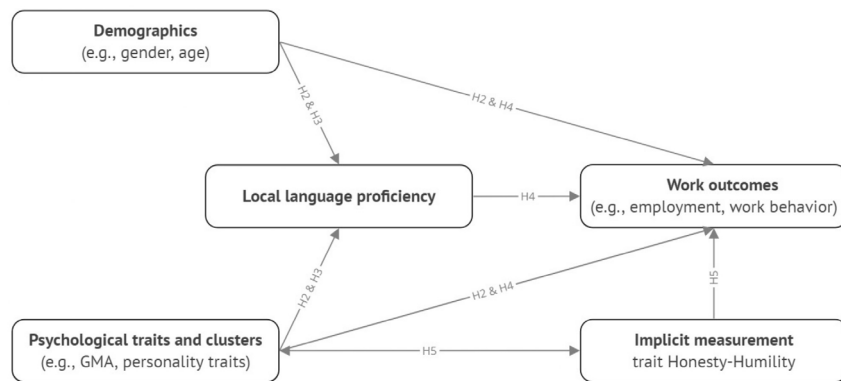 Demographics
(e.g., gender, age)
H2 & H3
H2 & H4
Local language proficiency
H4
Work outcomes
(e.g., employment, work behavior)
H2 & H3
H2 & H4
H5
Psychological traits and clusters
(e.g., GMA, personality traits)
H5
Implicit measurement
trait Honesty-Humility